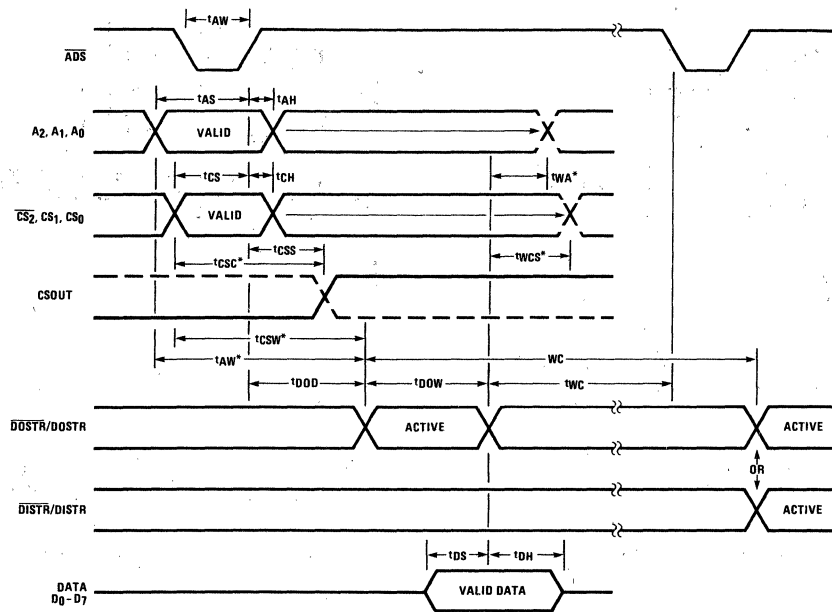 tAW
ADS
tAS tAH
A2, A1, A0 VALID
tCS tCH tWA*
CS2, CS1, CS0 VALID
tCSS
tCSC* tWCS*
CSOUT
tCSW*
tAW* WC
tDOD tDOW tWC
DOSTR/DOSTR ACTIVE ACTIVE
OR
DISTR/DISTR ACTIVE
tDS tDH
DATA
D0-D7 VALID DATA